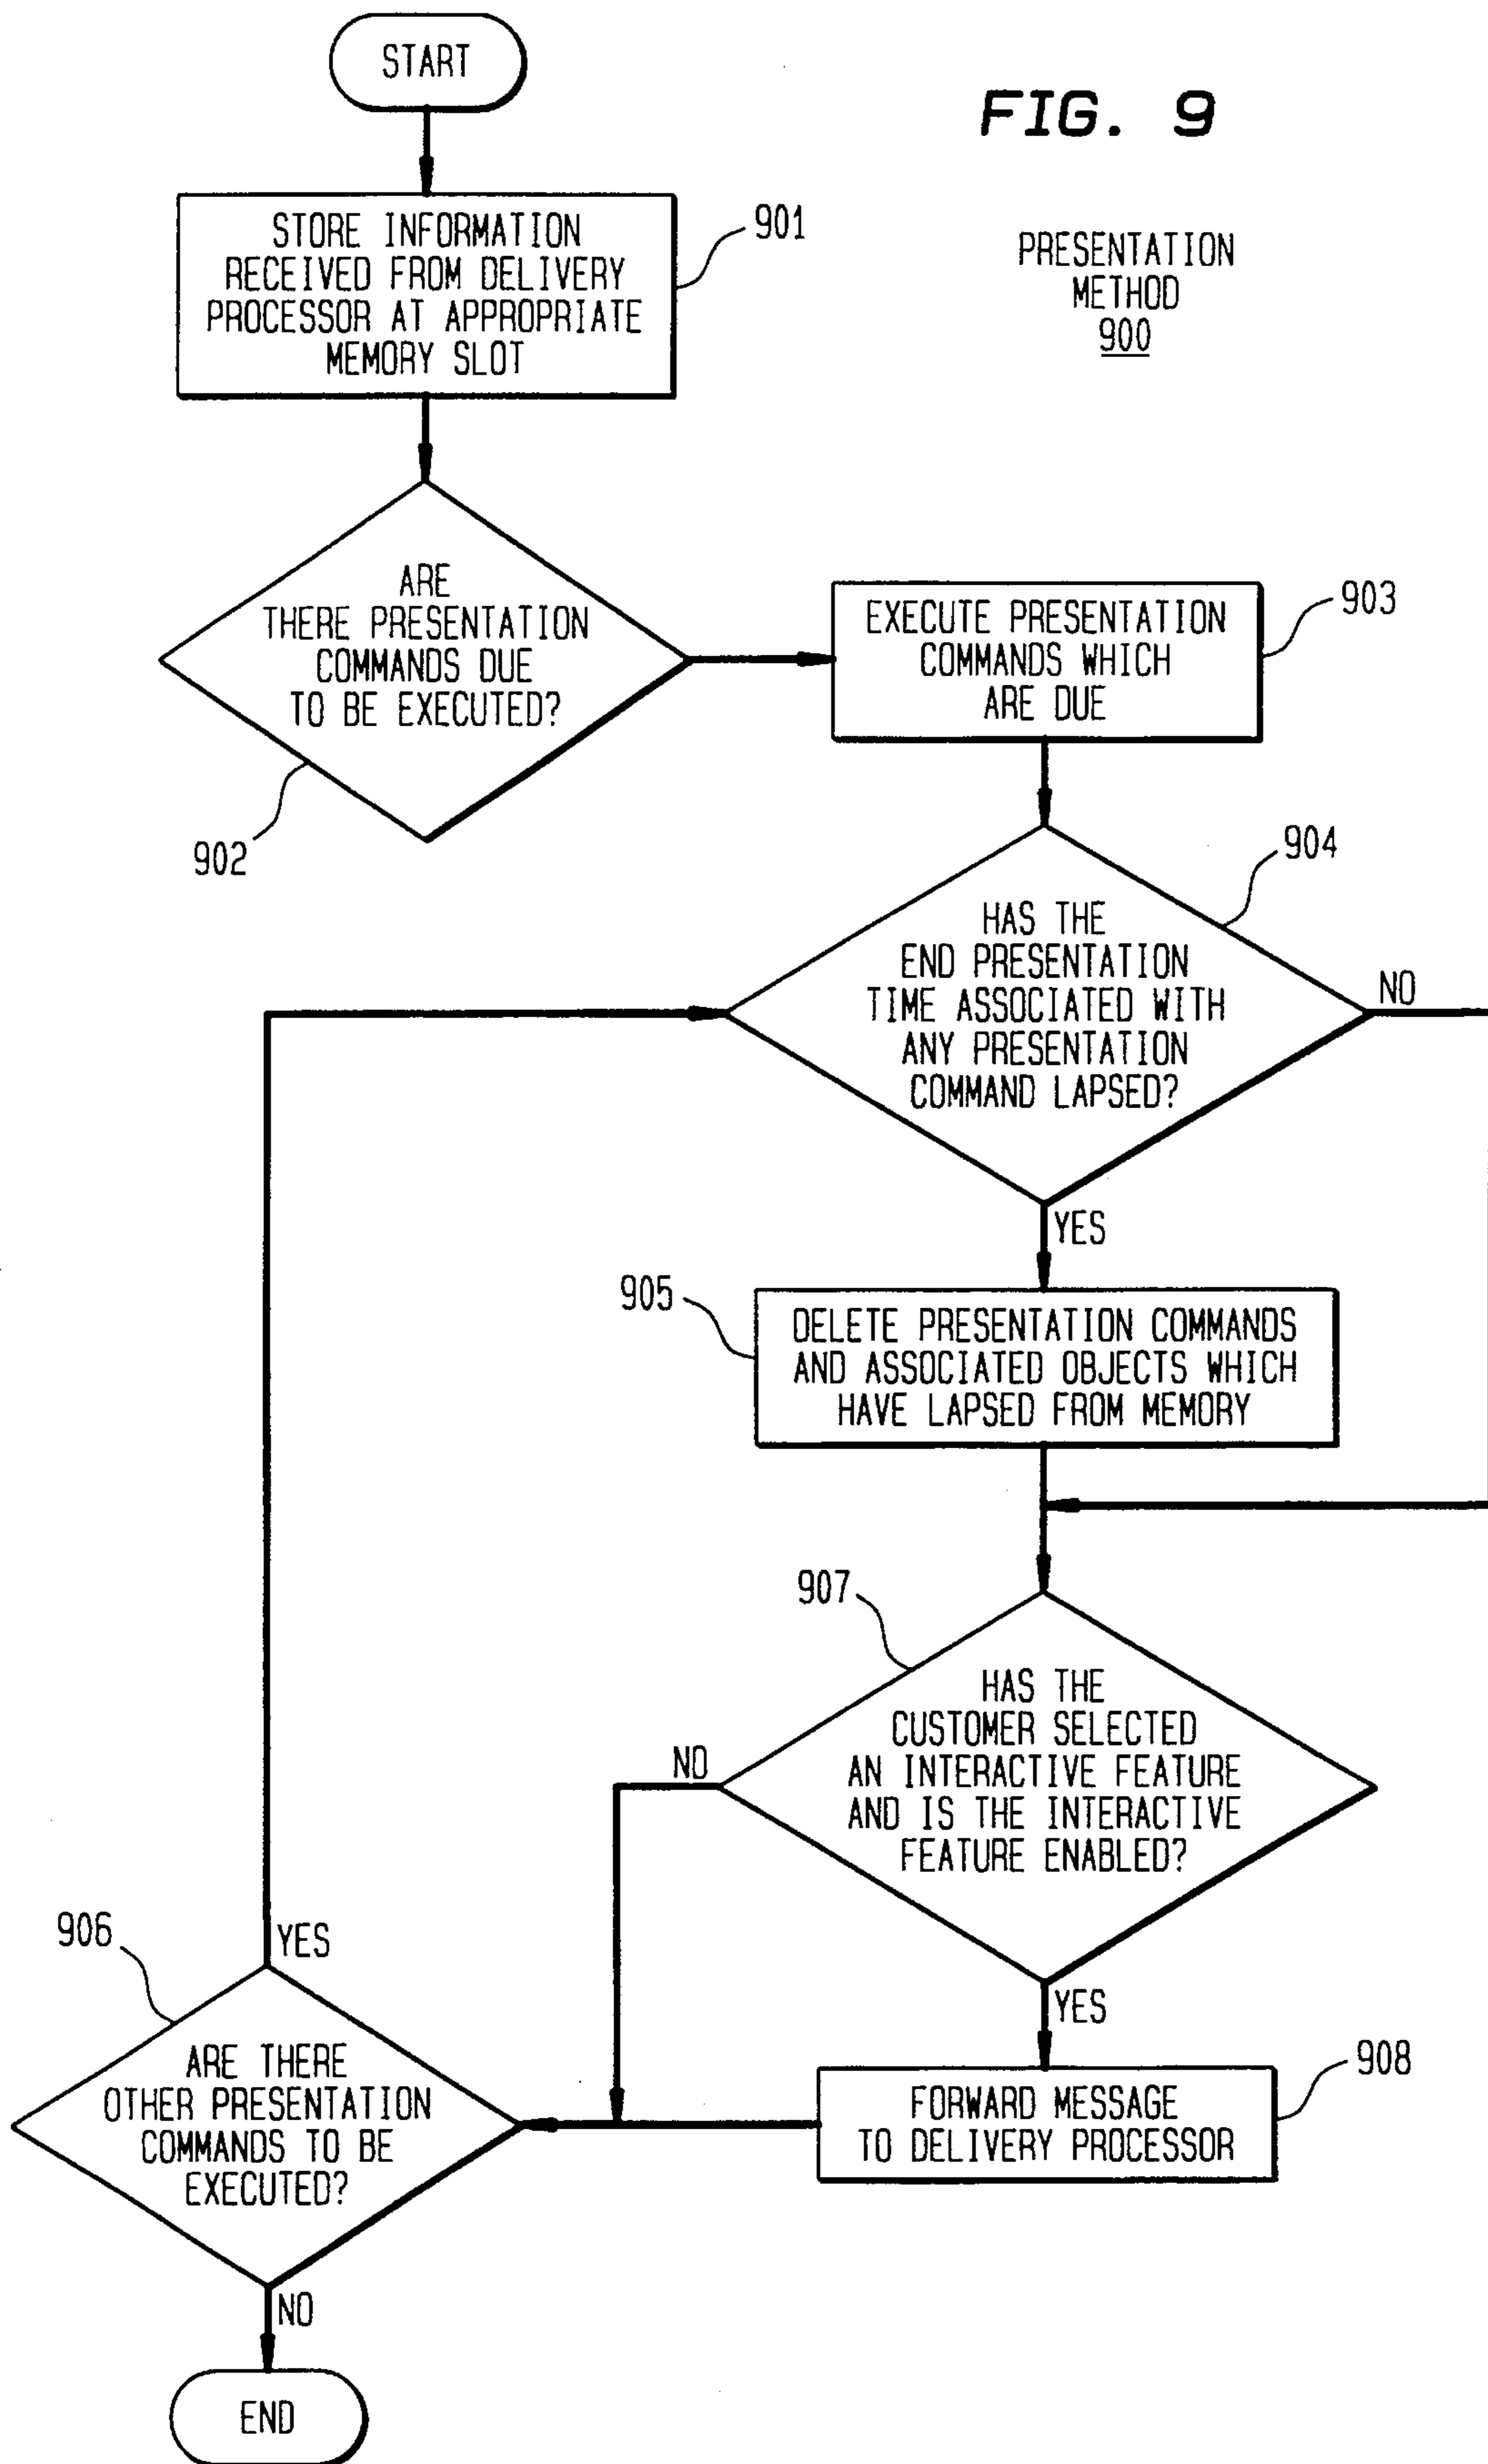 START
FIG. 9
PRESENTATION
METHOD
900
STORE INFORMATION
RECEIVED FROM DELIVERY
PROCESSOR AT APPROPRIATE
MEMORY SLOT
901
ARE
THERE PRESENTATION
COMMANDS DUE
TO BE EXECUTED?
902
EXECUTE PRESENTATION
COMMANDS WHICH
ARE DUE
903
904
HAS THE
END PRESENTATION
TIME ASSOCIATED WITH
ANY PRESENTATION
COMMAND LAPSED?
NO
YES
905
DELETE PRESENTATION COMMANDS
AND ASSOCIATED OBJECTS WHICH
HAVE LAPSED FROM MEMORY
907
HAS THE
CUSTOMER SELECTED
AN INTERACTIVE FEATURE
AND IS THE INTERACTIVE
FEATURE ENABLED?
NO
YES
908
FORWARD MESSAGE
TO DELIVERY PROCESSOR
906
YES
ARE THERE
OTHER PRESENTATION
COMMANDS TO BE
EXECUTED?
NO
END